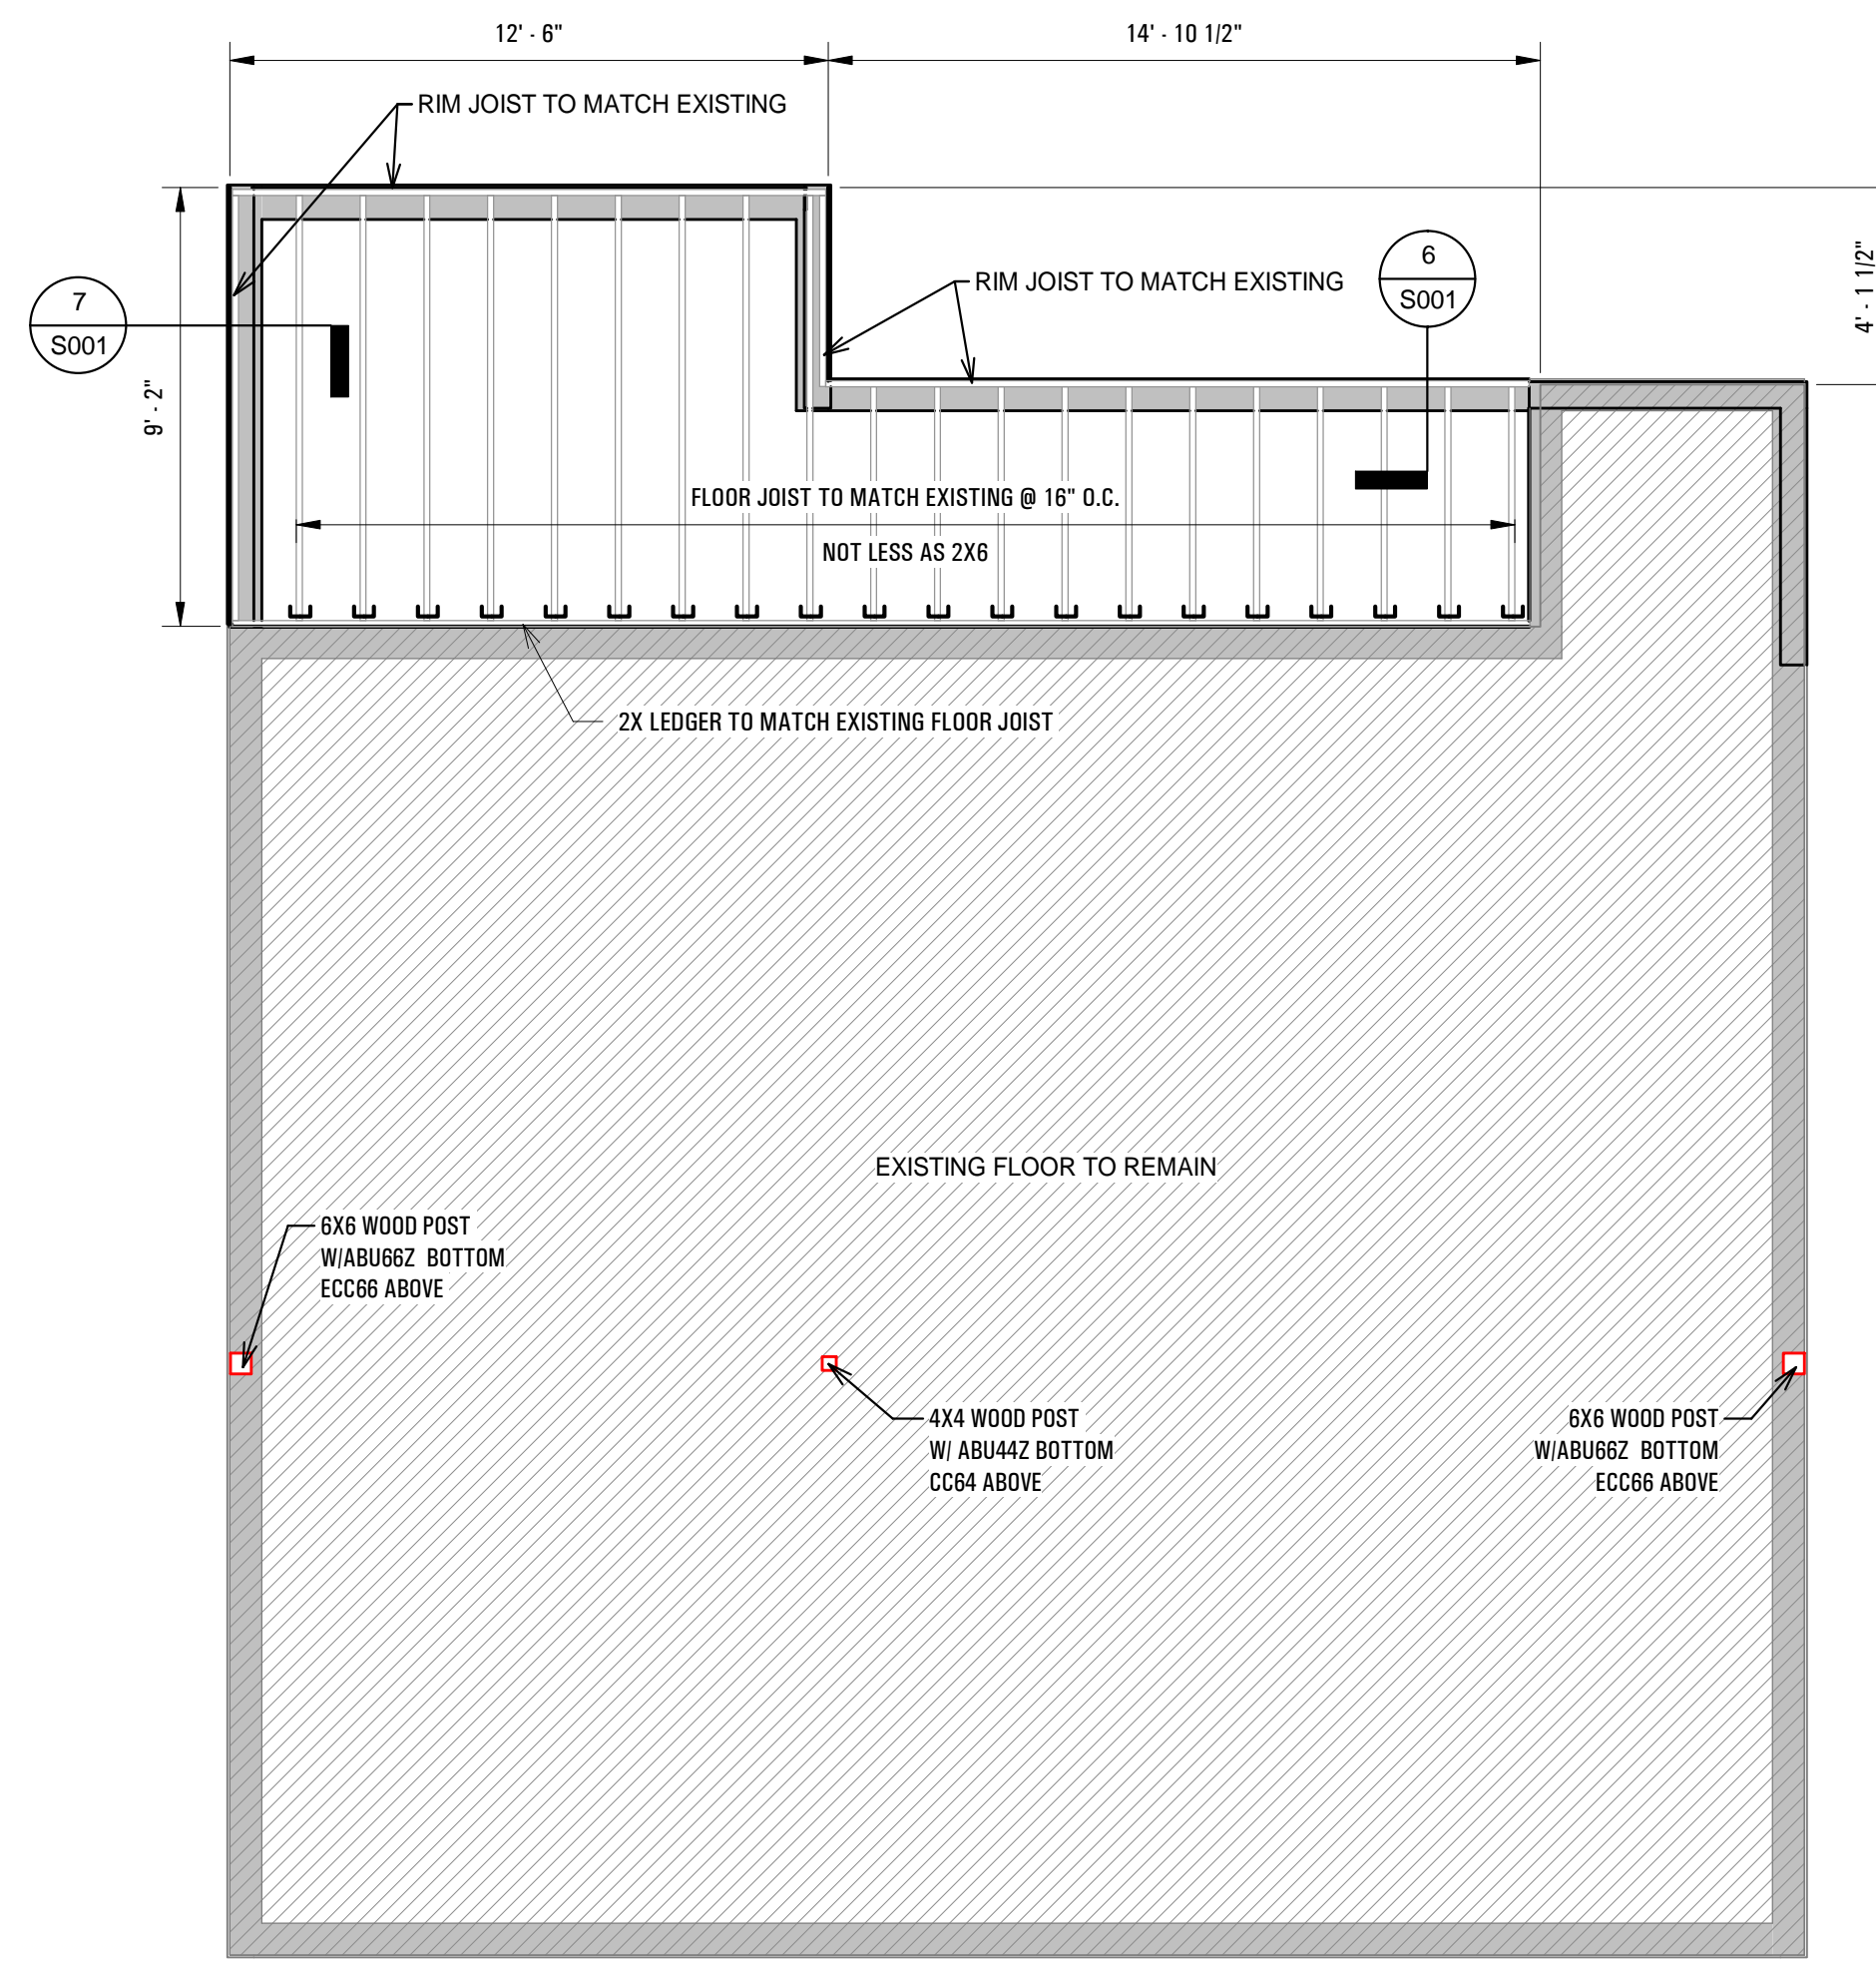 12' - 6"
14' - 10 1/2"
RIM JOIST TO MATCH EXISTING
RIM JOIST TO MATCH EXISTING
6
S001
7
S001
4' - 1 1/2"
9' - 2"
FLOOR JOIST TO MATCH EXISTING @ 16" O.C.
NOT LESS AS 2X6
2X LEDGER TO MATCH EXISTING FLOOR JOIST
EXISTING FLOOR TO REMAIN
6X6 WOOD POST
W/ABU66Z BOTTOM
ECC66 ABOVE
4X4 WOOD POST
W/ ABU44Z BOTTOM
CC64 ABOVE
6X6 WOOD POST
W/ABU66Z BOTTOM
ECC66 ABOVE